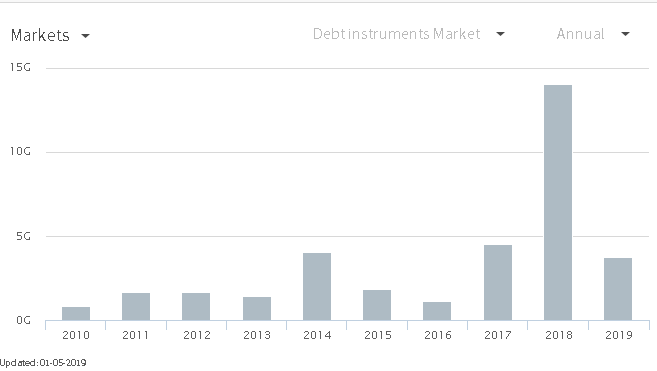 Markets
Debt instruments Market
Annual
15G
10G
5G
0G
2010 2011 2012 2013 2014 2015 2016 2017 2018 2019
Updated: 01-05-2019